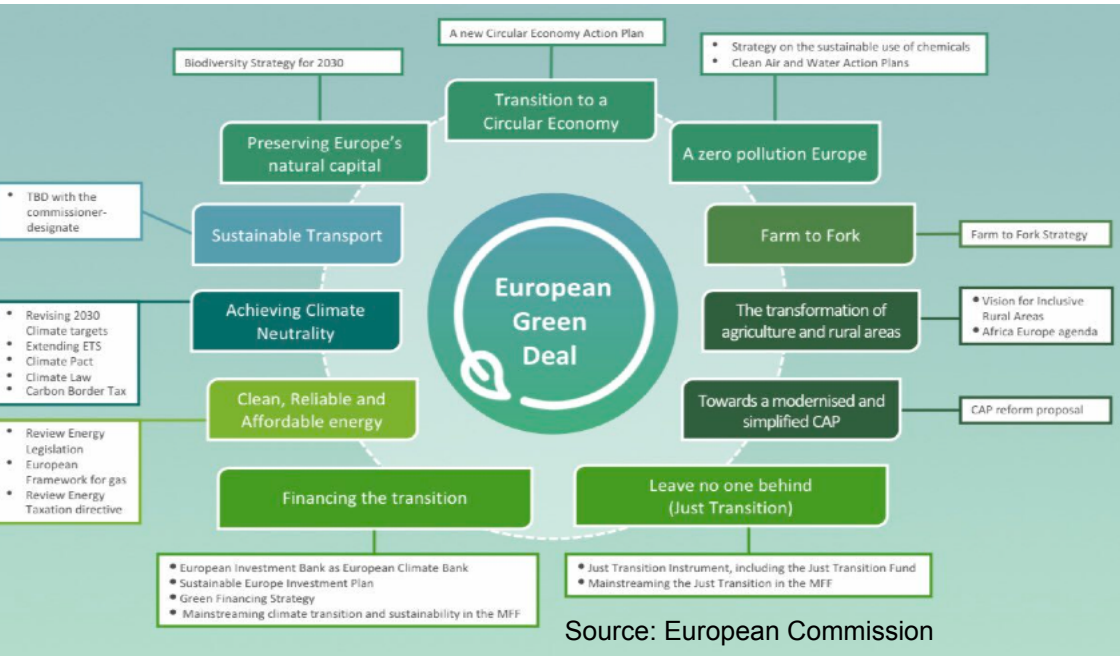 A new Circular Economy Action Plan
Biodiversity Strategy for 2030
• Strategy on the sustainable use of chemicals
• Clean Air and Water Action Plans
Transition to a
Circular Economy
Preserving Europe's
natural capital
A zero pollution Europe
• TBD with the
commissioner-
designate
Sustainable Transport
Farm to Fork
Farm to Fork Strategy
European
Green
Deal
• Revising 2030
Climate targets
• Extending ETS
• Climate Pact
• Climate Law
• Carbon Border Tax
Achieving Climate
Neutrality
The transformation of
agriculture and rural areas
• Vision for Inclusive
Rural Areas
• Africa Europe agenda
Clean, Reliable and
Affordable energy
Towards a modernised and
simplified CAP
CAP reform proposal
• Review Energy
Legislation
• European
Framework for gas
• Review Energy
Taxation directive
Financing the transition
Leave no one behind
(Just Transition)
• European Investment Bank as European Climate Bank
• Sustainable Europe Investment Plan
• Green Financing Strategy
• Mainstreaming climate transition and sustainability in the MFF
• Just Transition Instrument, including the Just Transition Fund
• Mainstreaming the Just Transition in the MFF
Source: European Commission